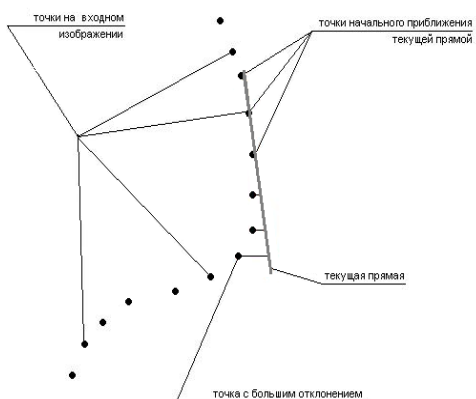 точки на входном
изображении
точки начального приближения
текущей прямой
текущая прямая
точка с большим отклонением